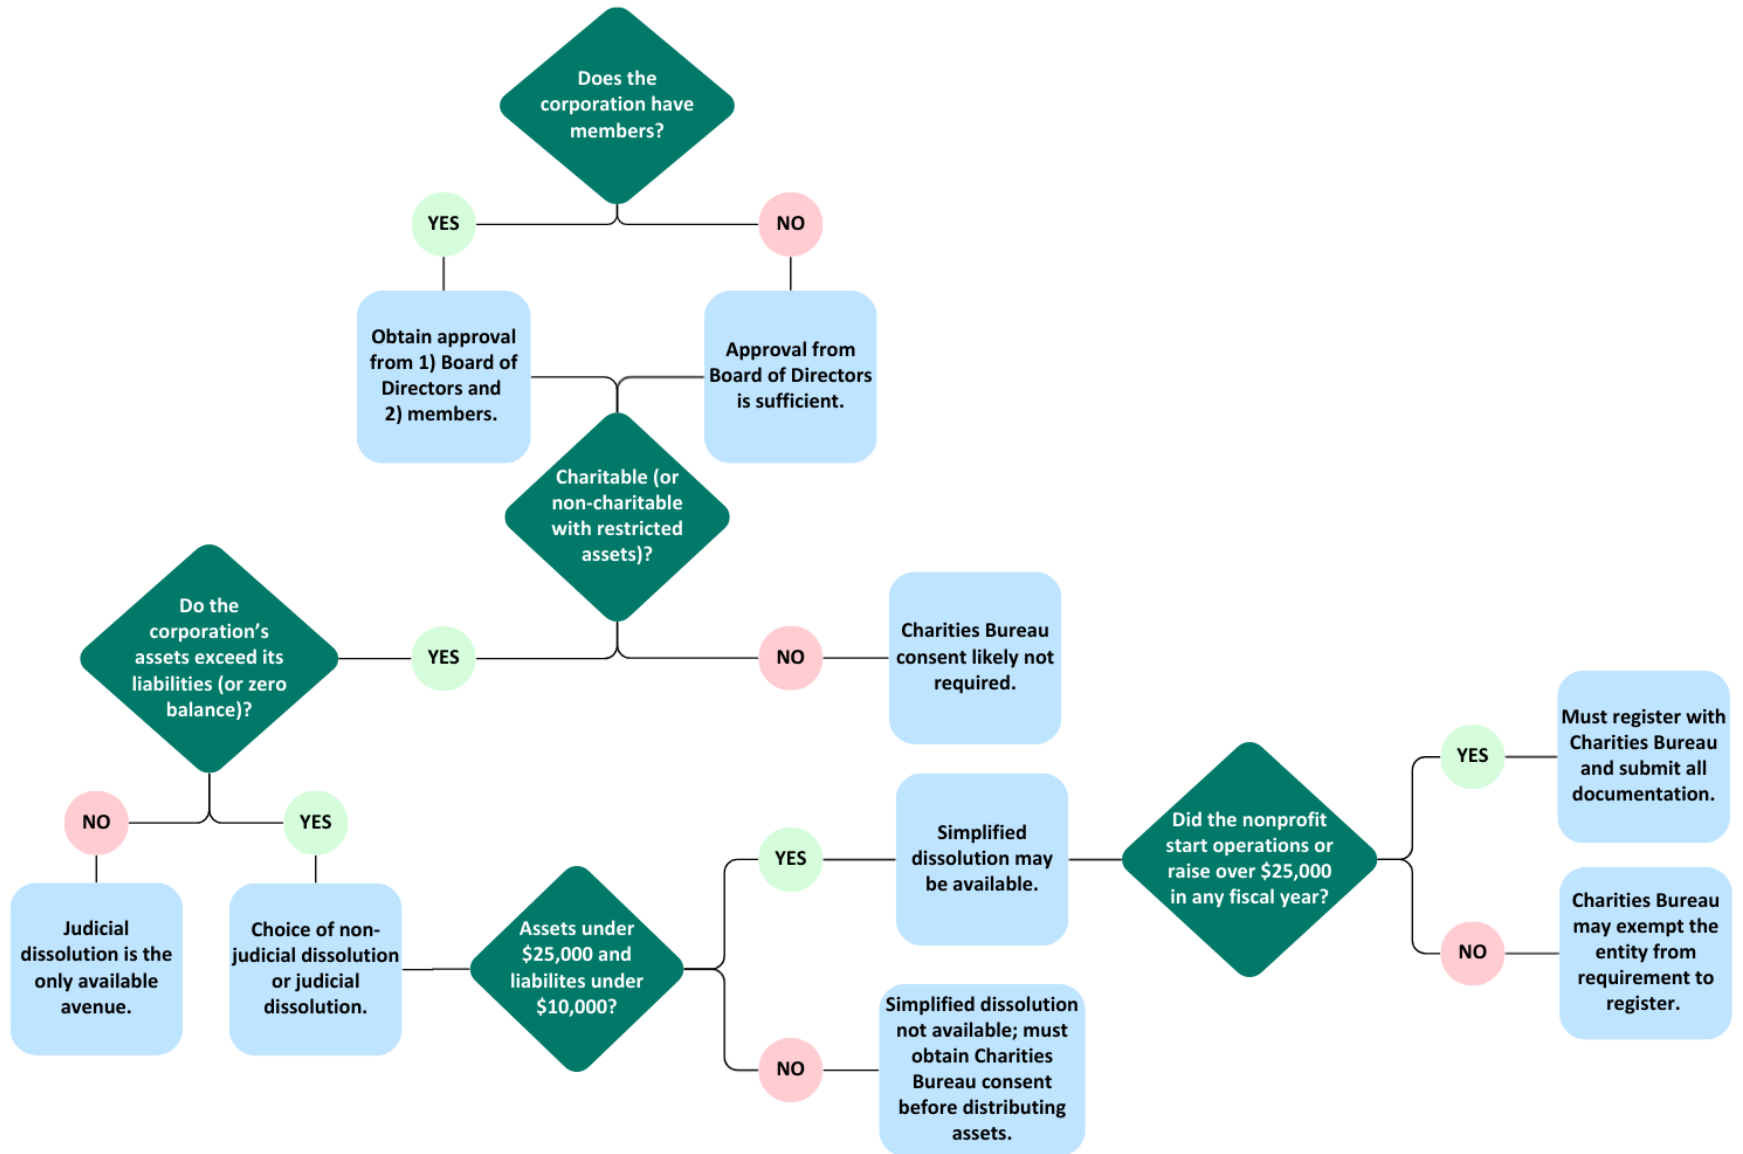 Does the
corporation have
members?
YES
NO
Obtain approval
from 1) Board of
Directors and
2) members.
Approval from
Board of Directors
is sufficient.
Charitable (or
non-charitable
with restricted
assets)?
Do the
corporation’s
assets exceed its
liabilities (or zero
balance)?
YES
NO
Charities Bureau
consent likely not
required.
NO
YES
Judicial
dissolution is the
only available
avenue.
Choice of non-
judicial dissolution
or judicial
dissolution.
Assets under
$25,000 and
liabilites under
$10,000?
YES
Simplified
dissolution may
be available.
NO
Simplified dissolution
not available; must
obtain Charities
Bureau consent
before distributing
assets.
Did the nonprofit
start operations or
raise over $25,000
in any fiscal year?
YES
Must register with
Charities Bureau
and submit all
documentation.
NO
Charities Bureau
may exempt the
entity from
requirement to
register.